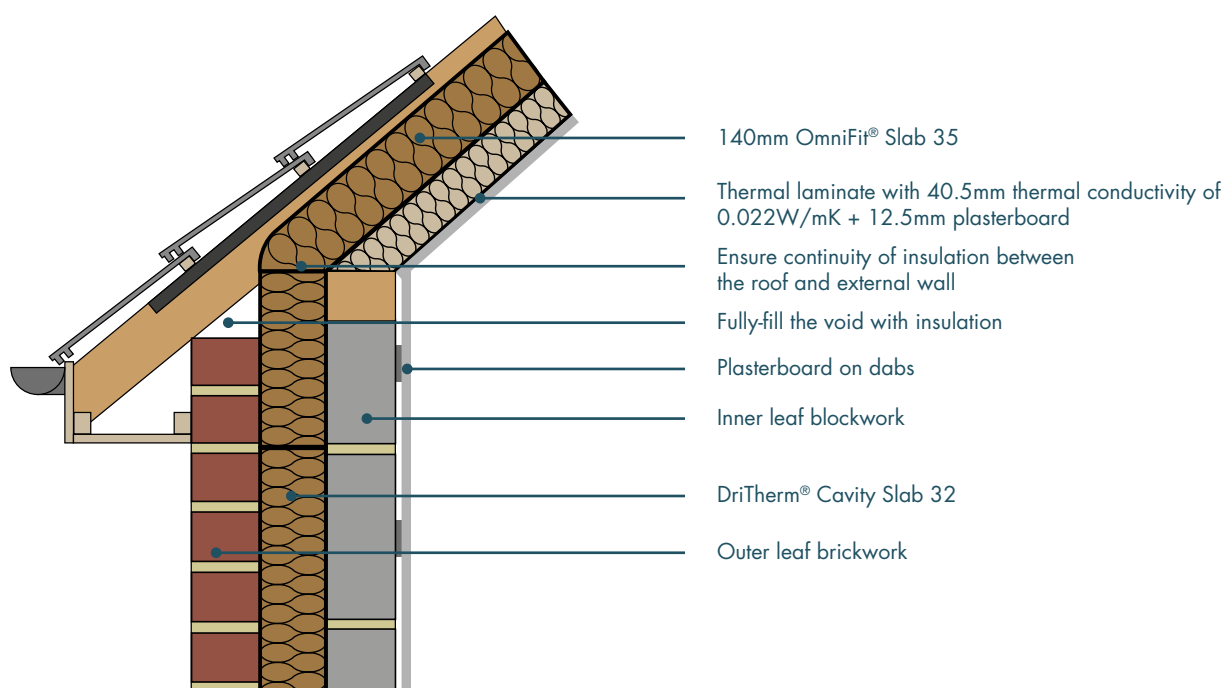 140mm OmniFit® Slab 35
Thermal laminate with 40.5mm thermal conductivity of
0.022W/mK + 12.5mm plasterboard
Ensure continuity of insulation between
the roof and external wall
Fully-fill the void with insulation
Plasterboard on dabs
Inner leaf blockwork
DriTherm® Cavity Slab 32
Outer leaf brickwork